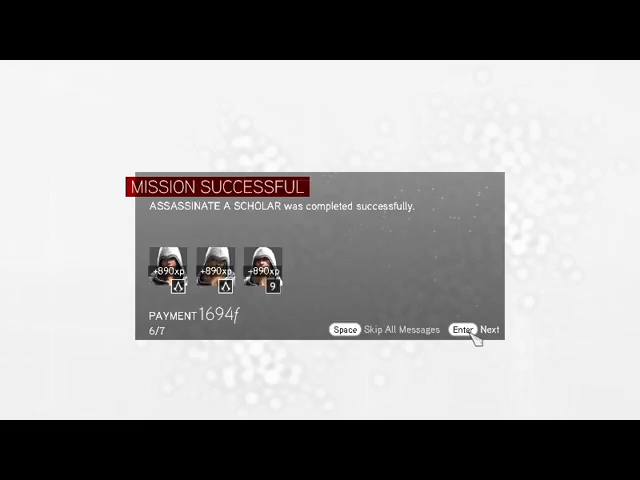 MISSION SUCCESSFUL
ASSASSINATE A SCHOLAR was completed successfully.
+890xp +890xp +890xp
9
PAYMENT 1694f
6/7 Space Skip All Messages Enter Next